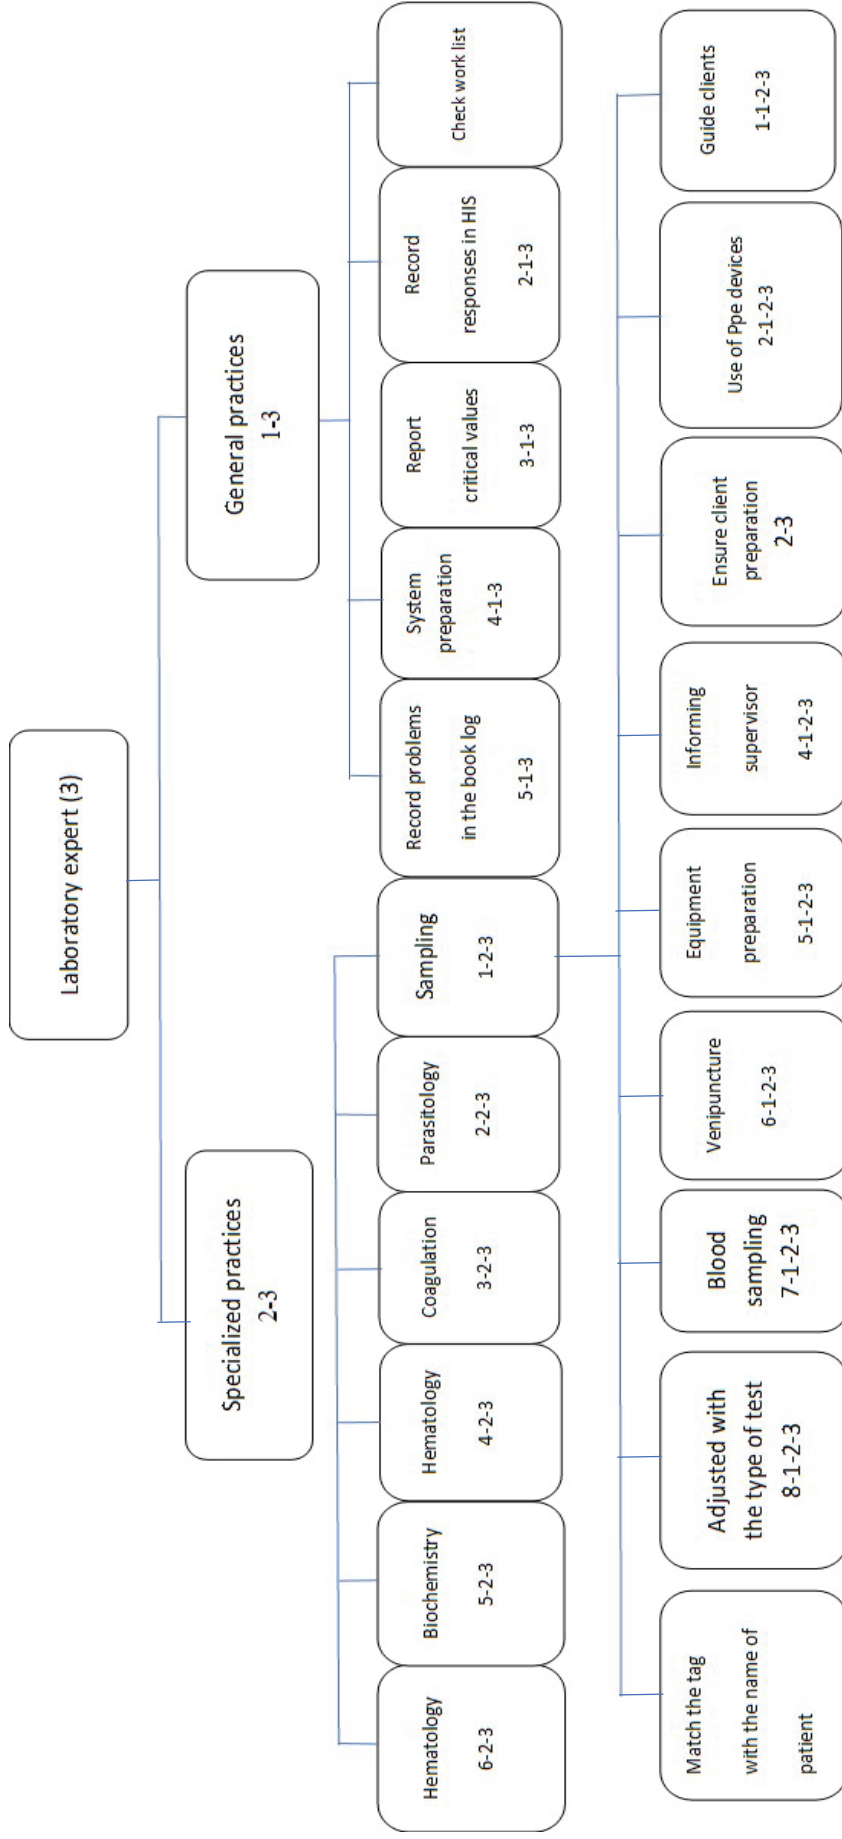 Laboratory expert (3)
Specialized practices
2-3
General practices
1-3
Hematology
6-2-3
Biochemistry
5-2-3
Hematology
4-2-3
Coagulation
3-2-3
Parasitology
2-2-3
Sampling
1-2-3
Record problems
in the book log
5-1-3
System
preparation
4-1-3
Report
critical values
3-1-3
Record
responses in HIS
2-1-3
Check work list
Match the tag
with the name of
patient
Adjusted with
the type of test
8-1-2-3
Blood
sampling
7-1-2-3
Venipuncture
6-1-2-3
Equipment
preparation
5-1-2-3
Informing
supervisor
4-1-2-3
Ensure client
preparation
2-3
Use of Ppe devices
2-1-2-3
Guide clients
1-1-2-3